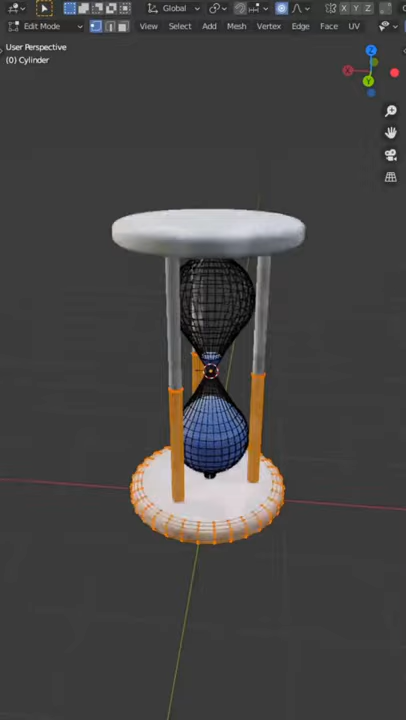 Global
X Y Z
Edit Mode View Select Add Mesh Vertex Edge Face UV
User Perspective
(0) Cylinder
Z
X
Y